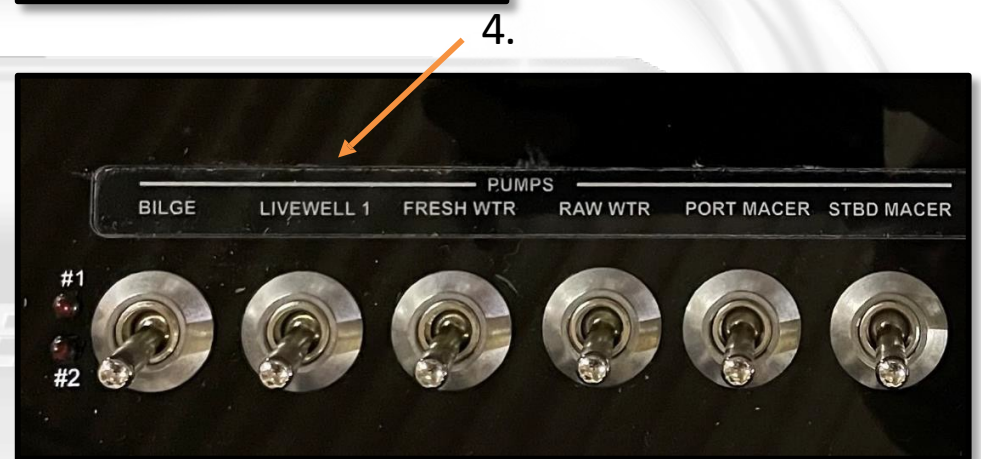 4.
PUMPS
BILGE LIVEWELL 1 FRESH WTR RAW WTR PORT MACER STBD MACER
#1
#2